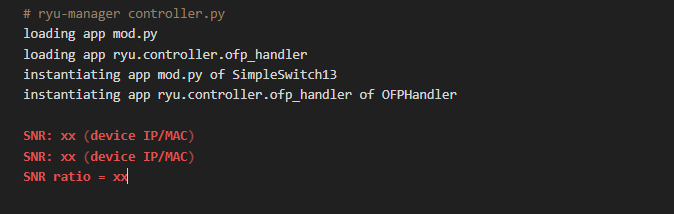 # ryu-manager controller.py
loading app mod.py
loading app ryu.controller.ofp_handler
instantiating app mod.py of SimpleSwitch13
instantiating app ryu.controller.ofp_handler of OFPHandler
SNR: xx (device IP/MAC)
SNR: xx (device IP/MAC)
SNR ratio = xx